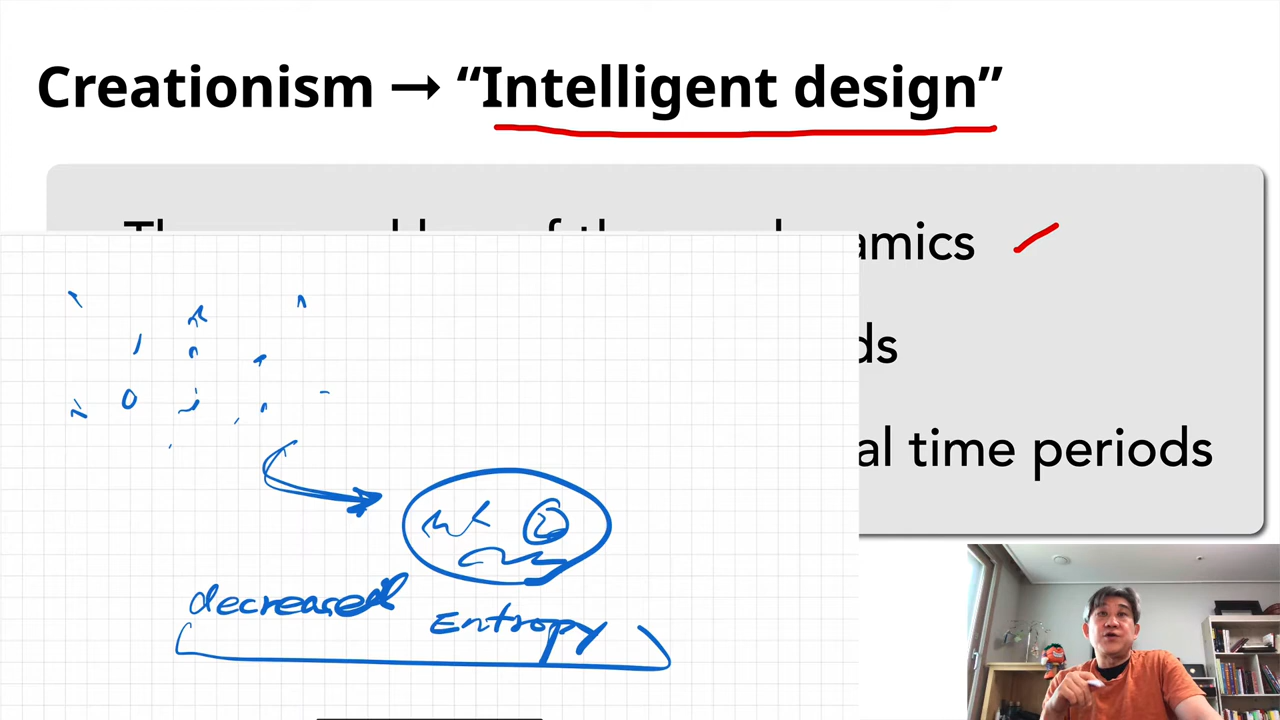 Creationism → “Intelligent design”
amics
ds
al time periods
decreased
Entropy